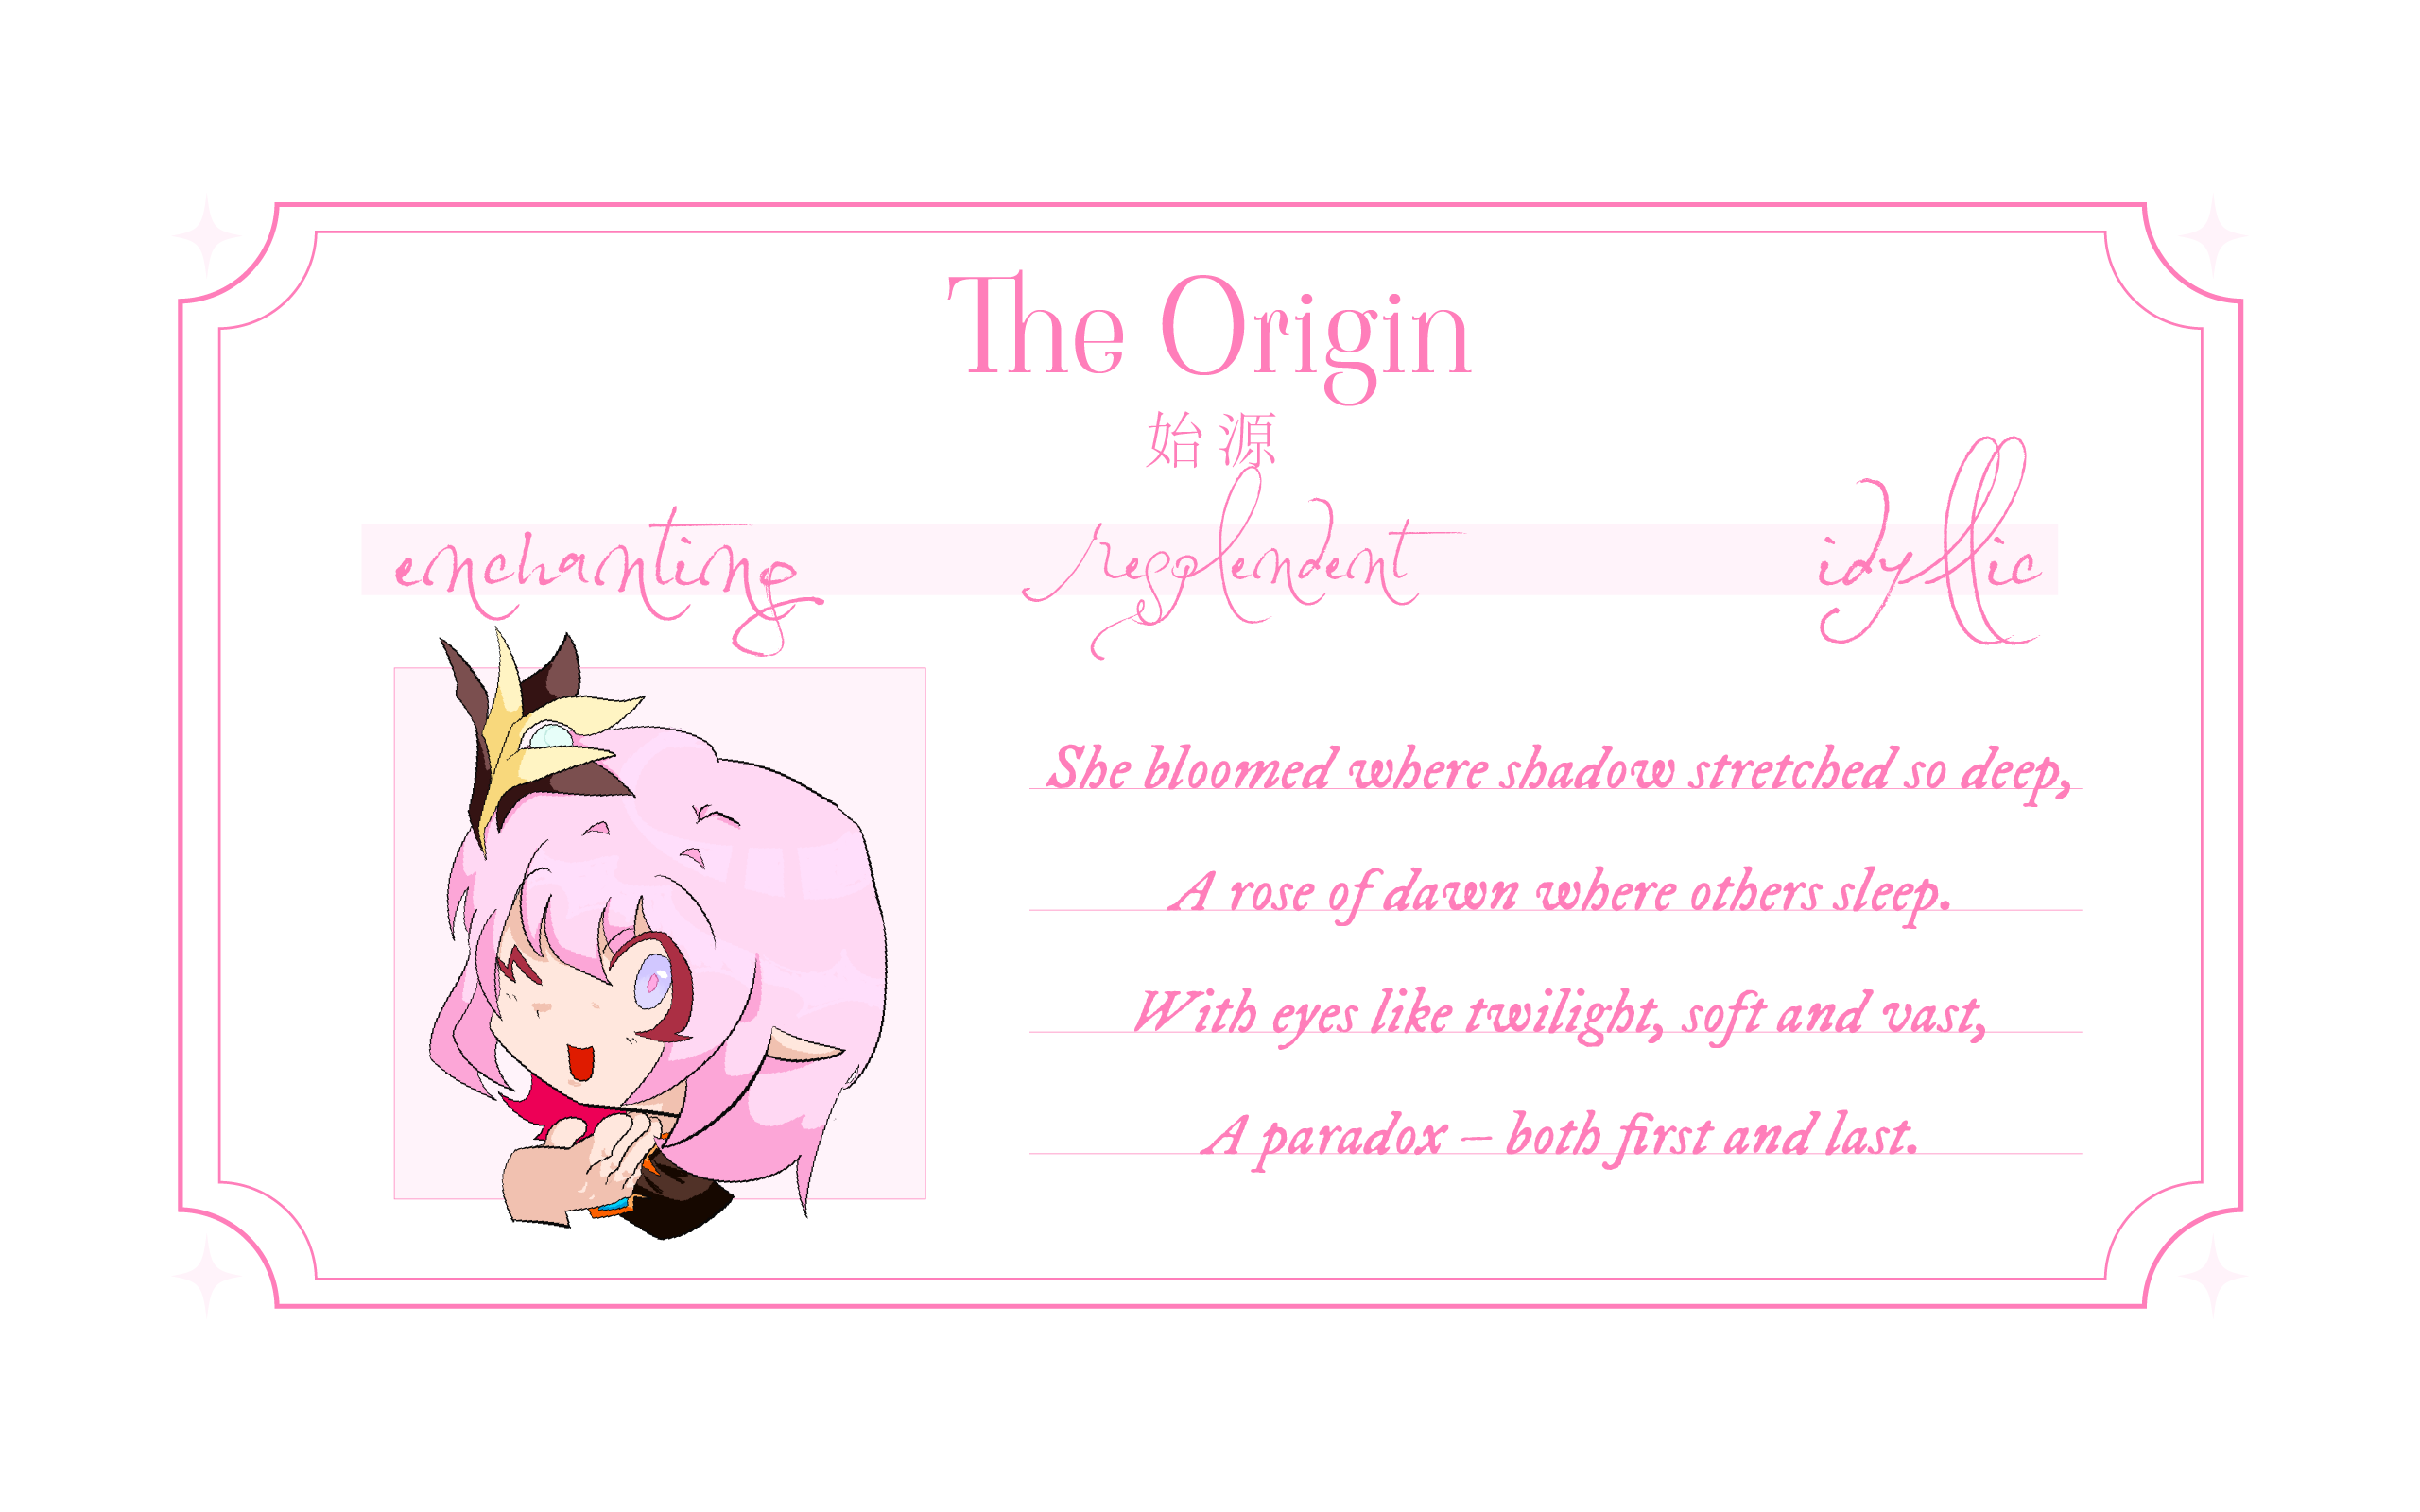 The Origin
始源
enchanting resplendent idyllic
She bloomed where shadow stretched so deep,
A rose of dawn where others sleep.
With eyes like twilight, soft and vast,
A paradox – both first and last.